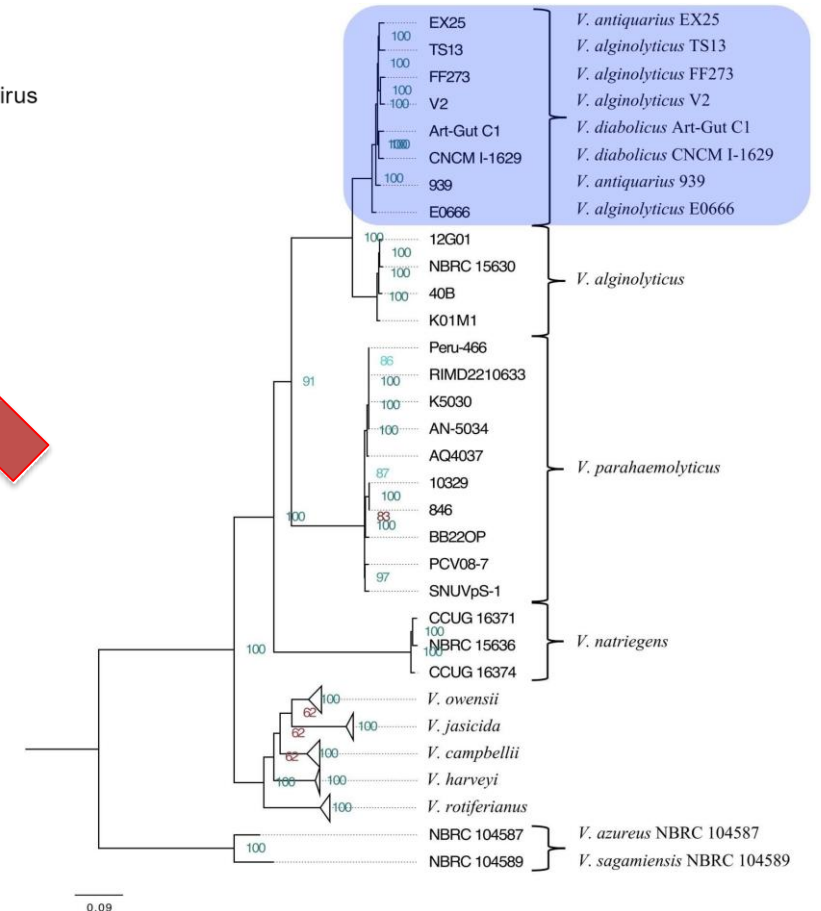 irus
EX25
V. antiquarius EX25
100
TS13
V. alginolyticus TS13
100
FF273
V. alginolyticus FF273
100
V2
V. alginolyticus V2
100
Art-Gut C1
V. diabolicus Art-Gut C1
100
CNCM I-1629
V. diabolicus CNCM I-1629
100
939
V. antiquarius 939
E0666
V. alginolyticus E0666
100
12G01
100
NBRC 15630
100
V. alginolyticus
40B
100
K01M1
Peru-466
86
RIMD2210633
91
100
K5030
100
AN-5034
100
AQ4037
V. parahaemolyticus
87
10329
100
846
100
83
BB22OP
100
PCV08-7
97
SNUVpS-1
CCUG 16371
100
NBRC 15636
V. natriegens
100
100
CCUG 16374
V. owensii
100
62
V. jasicida
100
62
V. campbellii
100
62
V. harveyi
100
100
V. rotiferianus
100
NBRC 104587
V. azureus NBRC 104587
100
NBRC 104589
V. sagamiensis NBRC 104589
0.09